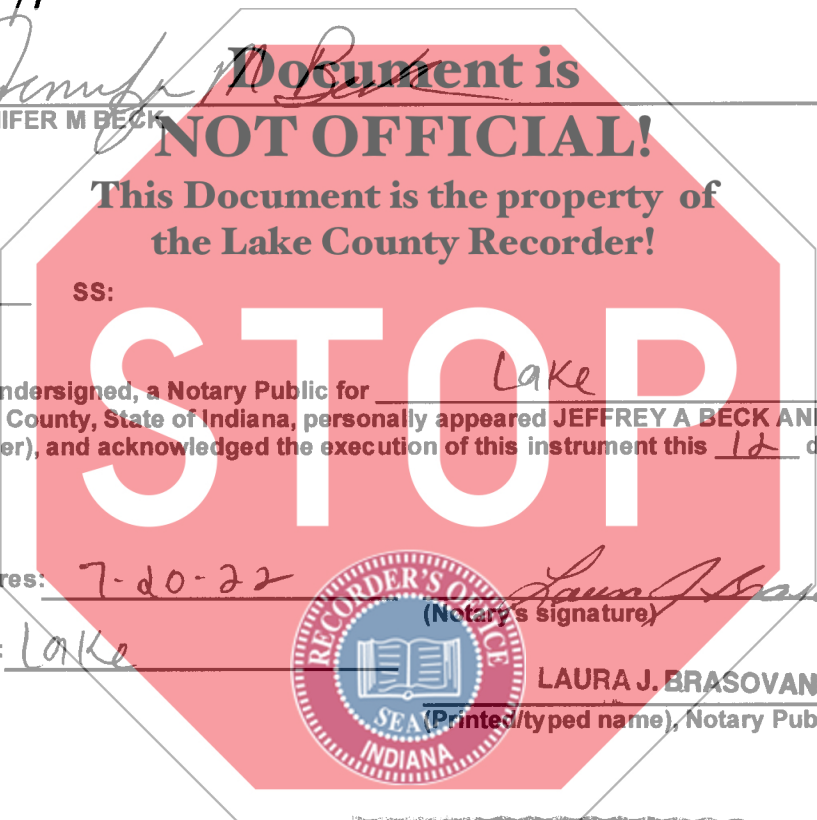 Jennifer M Beck
Document is
IFER M BECK
NOT OFFICIAL!
This Document is the property of
the Lake County Recorder!
SS:
STOP
ndersigned, a Notary Public for Lake
County, State of Indiana, personally appeared JEFFREY A BECK AN
er), and acknowledged the execution of this instrument this 12 d
res: 7-20-22
RECORDER'S OFFICE
(Notary's signature)
: Lake
LAURA J. BRASOVAN
SEAL
(Printed/typed name), Notary Pub
INDIANA